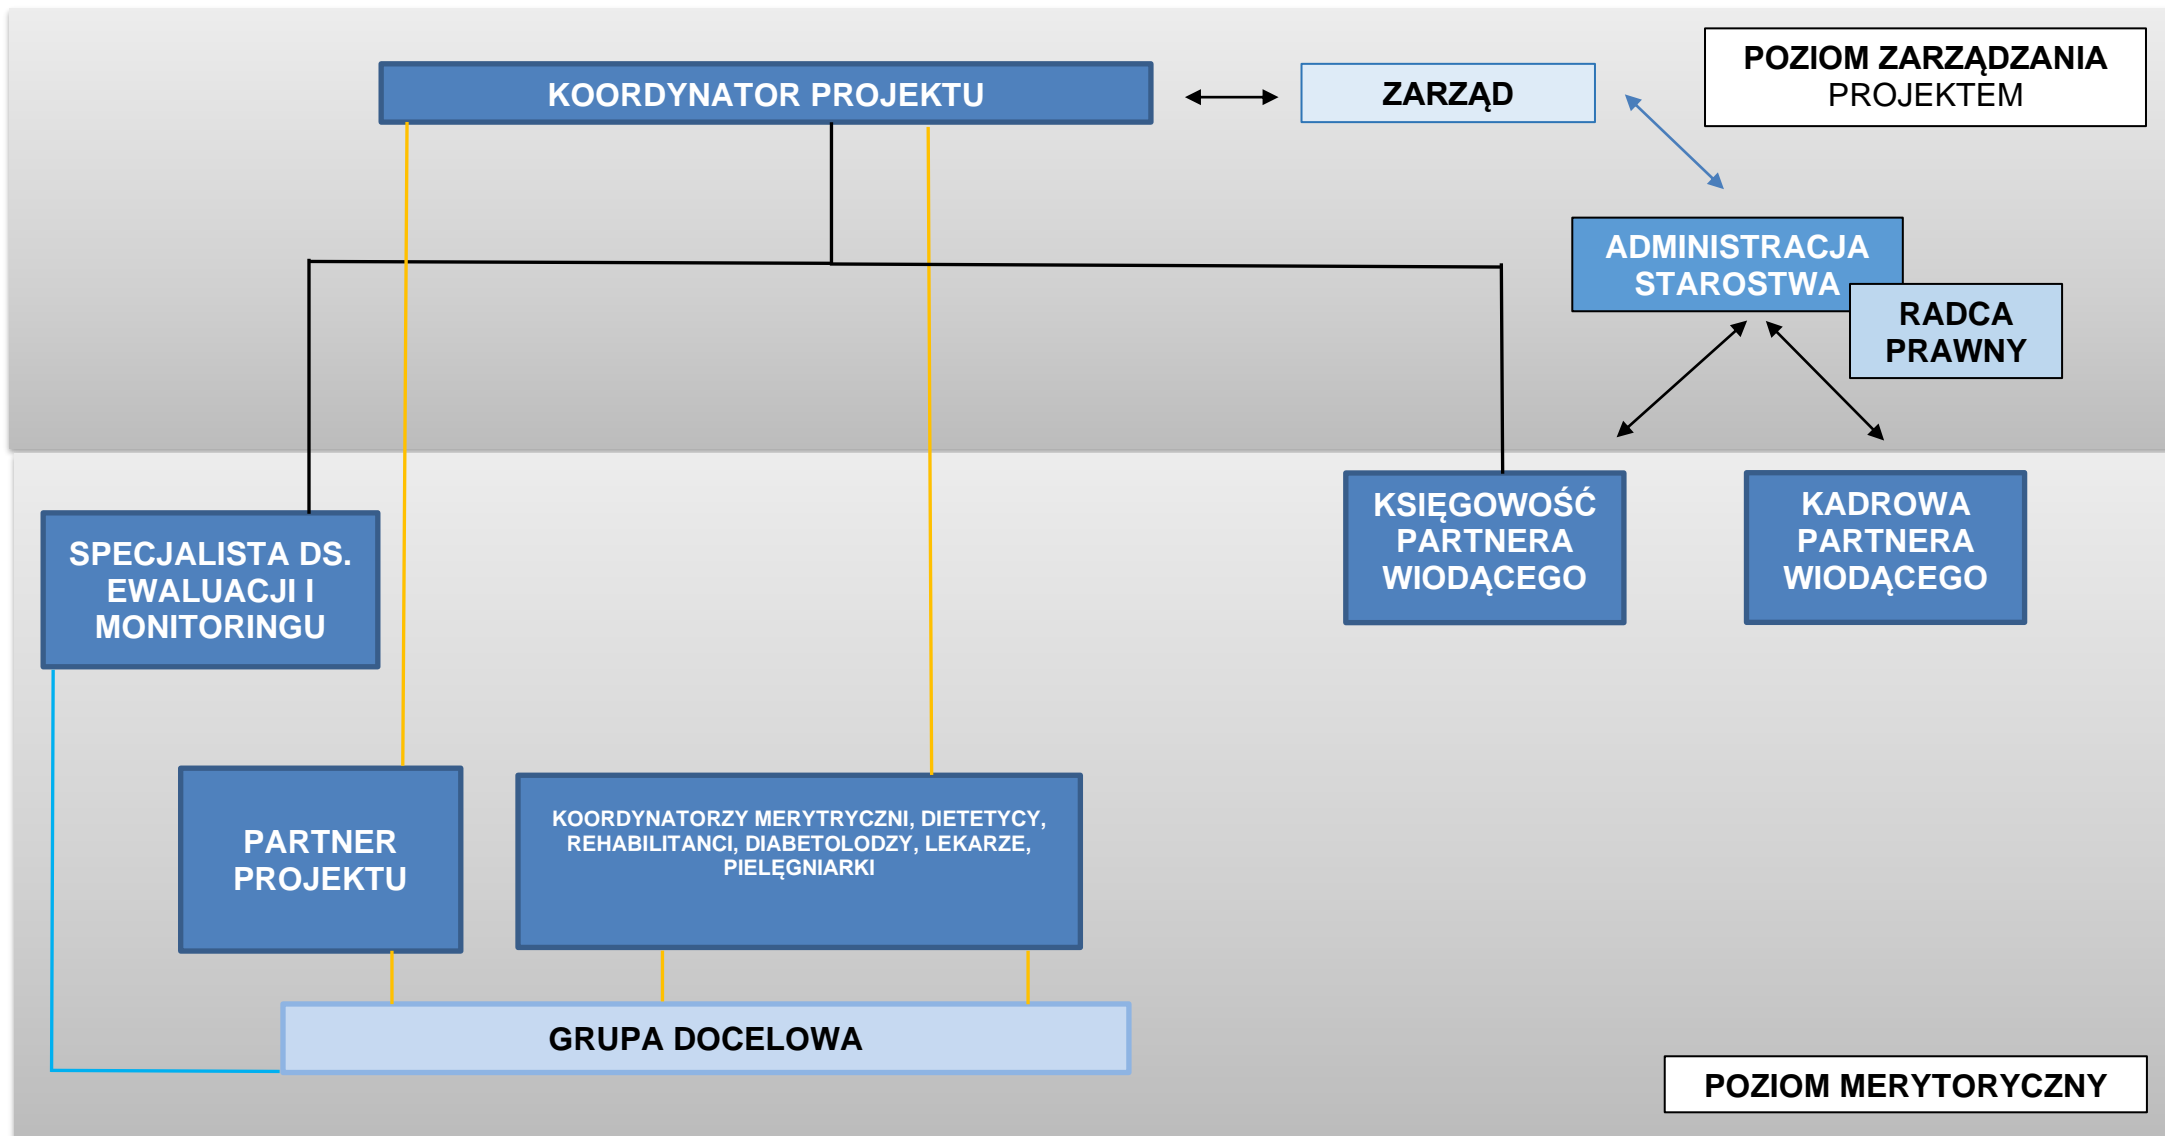 KOORDYNATOR PROJEKTU
ZARZĄD
POZIOM ZARZĄDZANIA
PROJEKTEM
ADMINISTRACJA
STAROSTWA
RADCA
PRAWNY
SPECJALISTA DS.
EWALUACJI I
MONITORINGU
KSIĘGOWOŚĆ
PARTNERA
WIODĄCEGO
KADROWA
PARTNERA
WIODĄCEGO
PARTNER
PROJEKTU
KOORDYNATORZY MERYTRYCZNI, DIETETYCY,
REHABILITANCI, DIABETOLODZY, LEKARZE,
PIELĘGNIARKI
GRUPA DOCELOWA
POZIOM MERYTORYCZNY